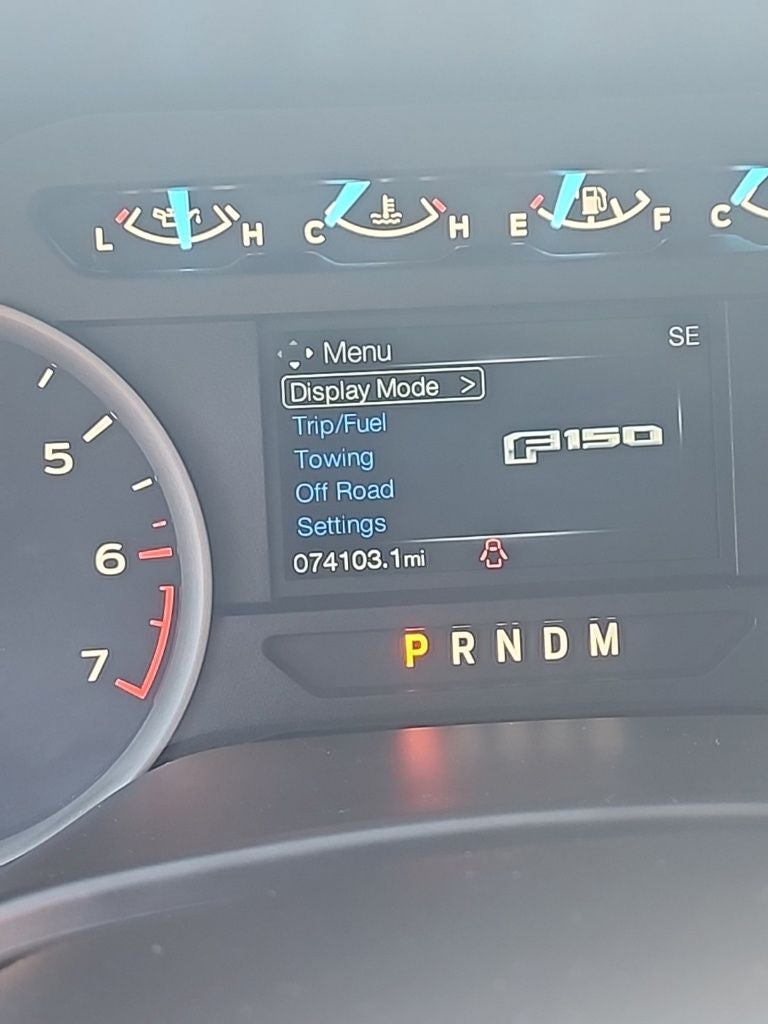 L H C H E F C
Menu SE
Display Mode >
Trip/Fuel
Towing
Off Road
Settings
F150
074103.1mi
5
6
7
P R N D M